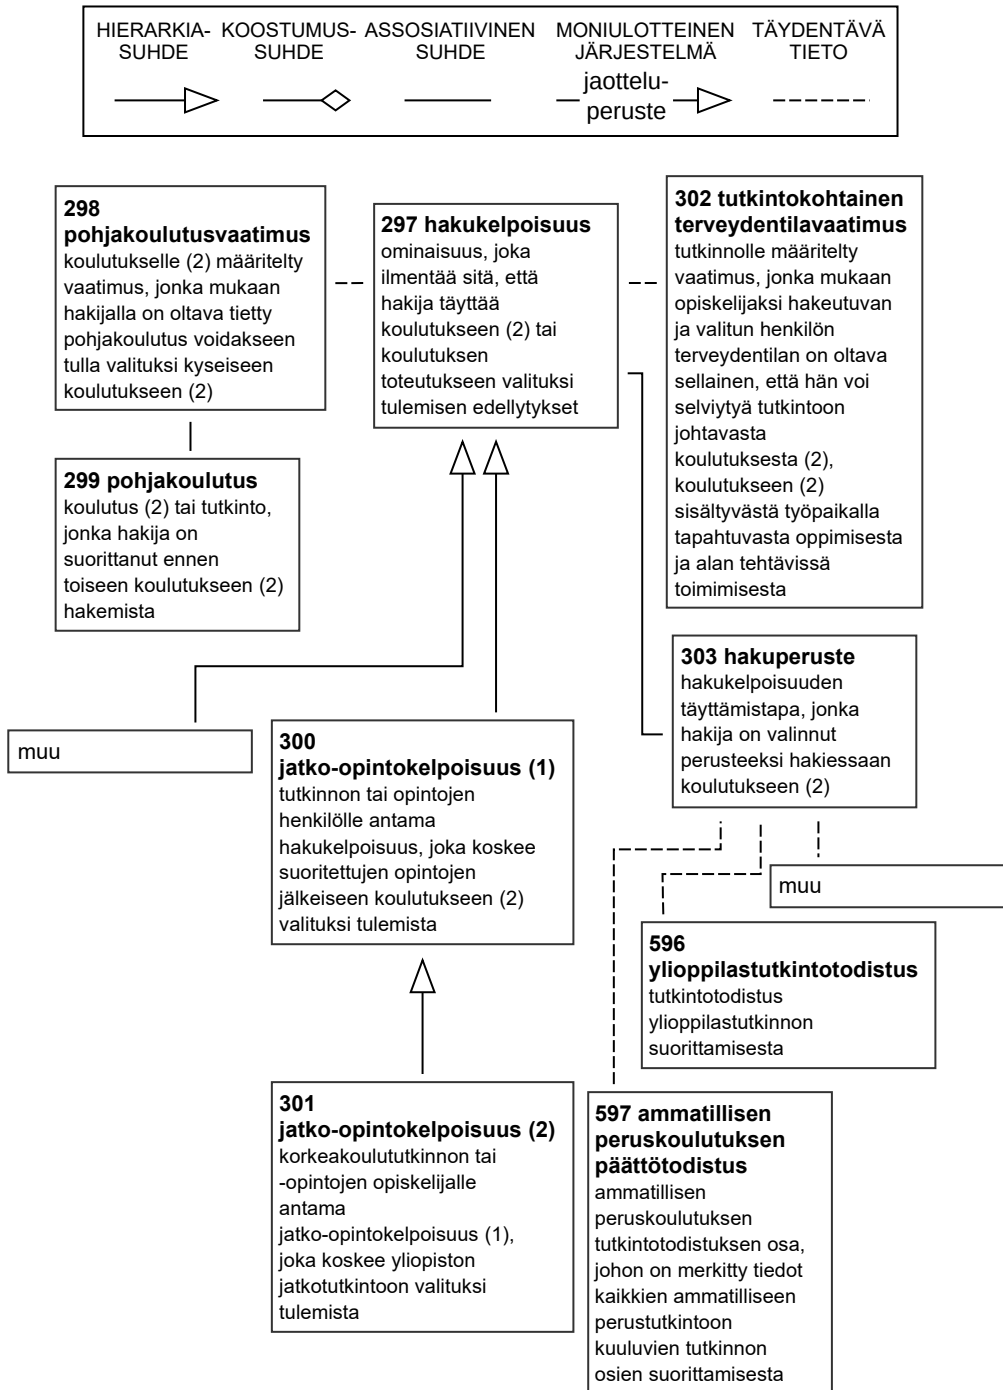 HIERARKIA-
SUHDE
KOOSTUMUS-
SUHDE
ASSOSIATIIVINEN
SUHDE
MONIULOTTEINEN
JÄRJESTELMÄ
TÄYDENTÄVÄ
TIETO
jaottelu-
peruste
298
pohjakoulutusvaatimus
koulutukselle (2) määritelty
vaatimus, jonka mukaan
hakijalla on oltava tietty
pohjakoulutus voidakseen
tulla valituksi kyseiseen
koulutukseen (2)
297 hakukelpoisuus
ominaisuus, joka
ilmentää sitä, että
hakija täyttää
koulutukseen (2) tai
koulutuksen
toteutukseen valituksi
tulemisen edellytykset
302 tutkintokohtainen
terveydentilavaatimus
tutkinnolle määritelty
vaatimus, jonka mukaan
opiskelijaksi hakeutuvan
ja valitun henkilön
terveydentilan on oltava
sellainen, että hän voi
selviytyä tutkintoon
johtavasta
koulutuksesta (2),
koulutukseen (2)
sisältyvästä työpaikalla
tapahtuvasta oppimisesta
ja alan tehtävissä
toimimisesta
299 pohjakoulutus
koulutus (2) tai tutkinto,
jonka hakija on
suorittanut ennen
toiseen koulutukseen (2)
hakemista
303 hakuperuste
hakukelpoisuuden
täyttämistapa, jonka
hakija on valinnut
perusteeksi hakiessaan
koulutukseen (2)
muu
300
jatko-opintokelpoisuus (1)
tutkinnon tai opintojen
henkilölle antama
hakukelpoisuus, joka koskee
suoritettujen opintojen
jälkeiseen koulutukseen (2)
valituksi tulemista
muu
596
ylioppilastutkintotodistus
tutkintotodistus
ylioppilastutkinnon
suorittamisesta
301
jatko-opintokelpoisuus (2)
korkeakoulututkinnon tai
-opintojen opiskelijalle
antama
jatko-opintokelpoisuus (1),
joka koskee yliopiston
jatkotutkintoon valituksi
tulemista
597 ammatillisen
peruskoulutuksen
päättötodistus
ammatillisen
peruskoulutuksen
tutkintotodistuksen osa,
johon on merkitty tiedot
kaikkien ammatilliseen
perustutkintoon
kuuluvien tutkinnon
osien suorittamisesta